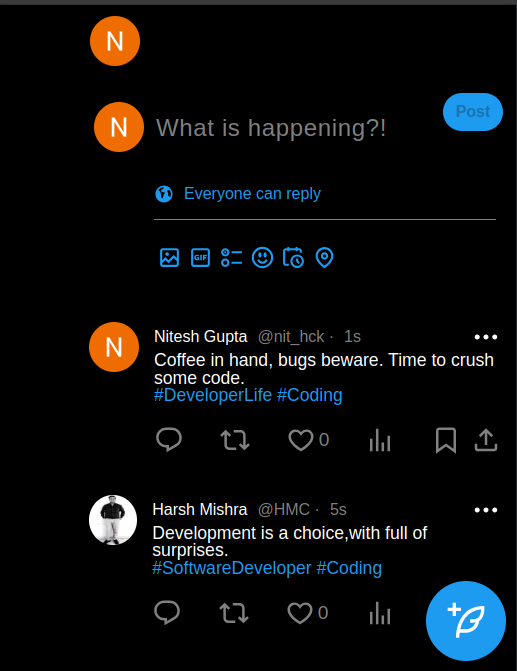 N
N
What is happening?!
Post
Everyone can reply
GIF
N
Nitesh Gupta @nit_hck · 1s
Coffee in hand, bugs beware. Time to crush
some code.
#DeveloperLife #Coding
0
Harsh Mishra @HMC · 5s
Development is a choice,with full of
surprises.
#SoftwareDeveloper #Coding
0